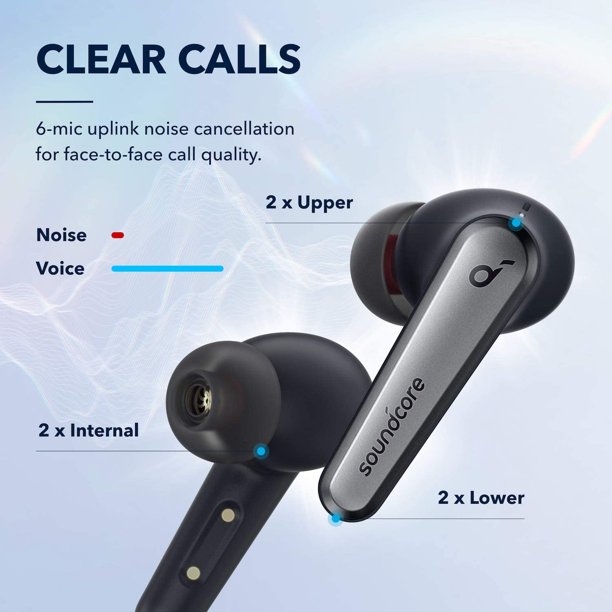 CLEAR CALLS
6-mic uplink noise cancellation
for face-to-face call quality.
2 x Upper
Noise
Voice
2 x Internal
soundcore
2 x Lower